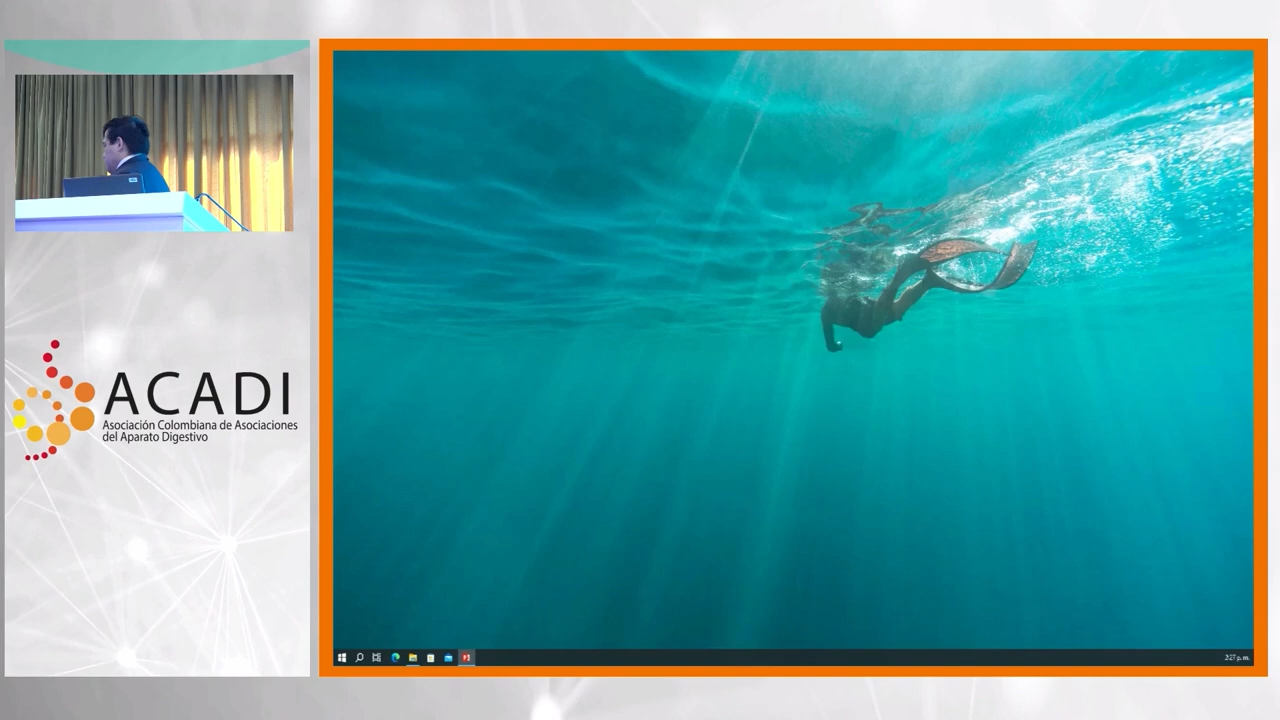 ACADI
Asociación Colombiana de Asociaciones
del Aparato Digestivo
3:27 p. m.